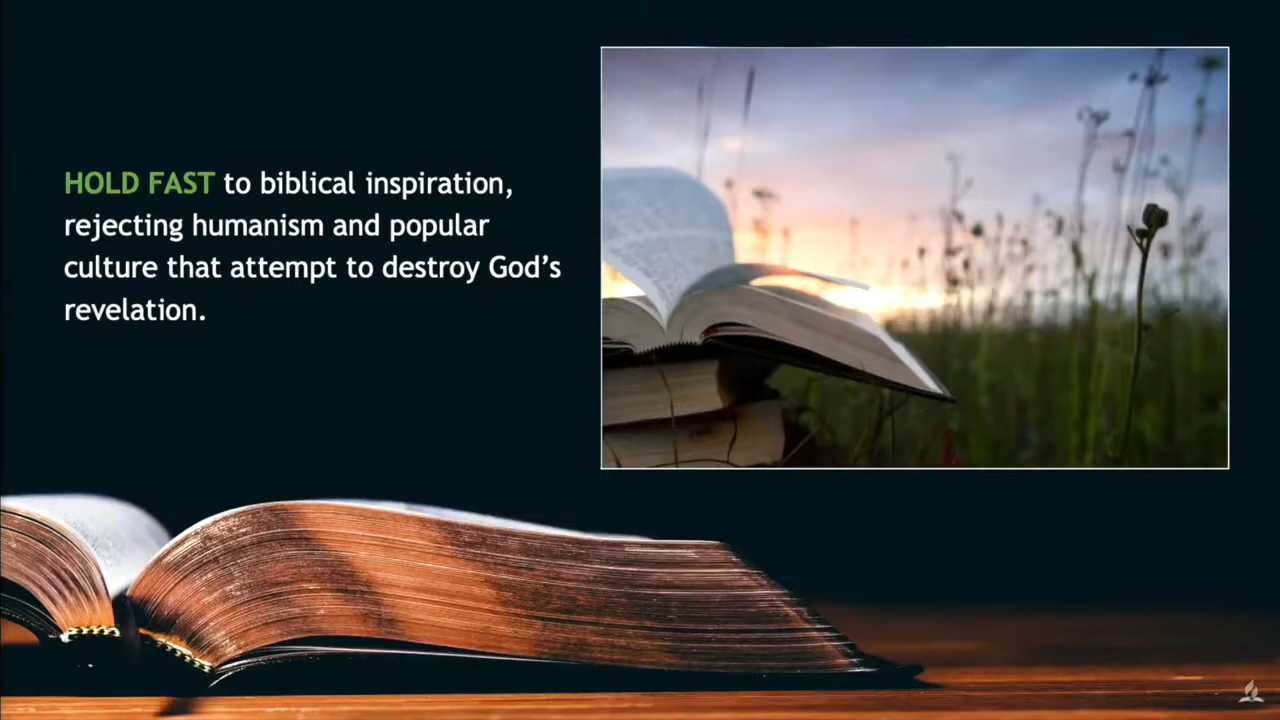 HOLD FAST to biblical inspiration,
rejecting humanism and popular
culture that attempt to destroy God’s
revelation.